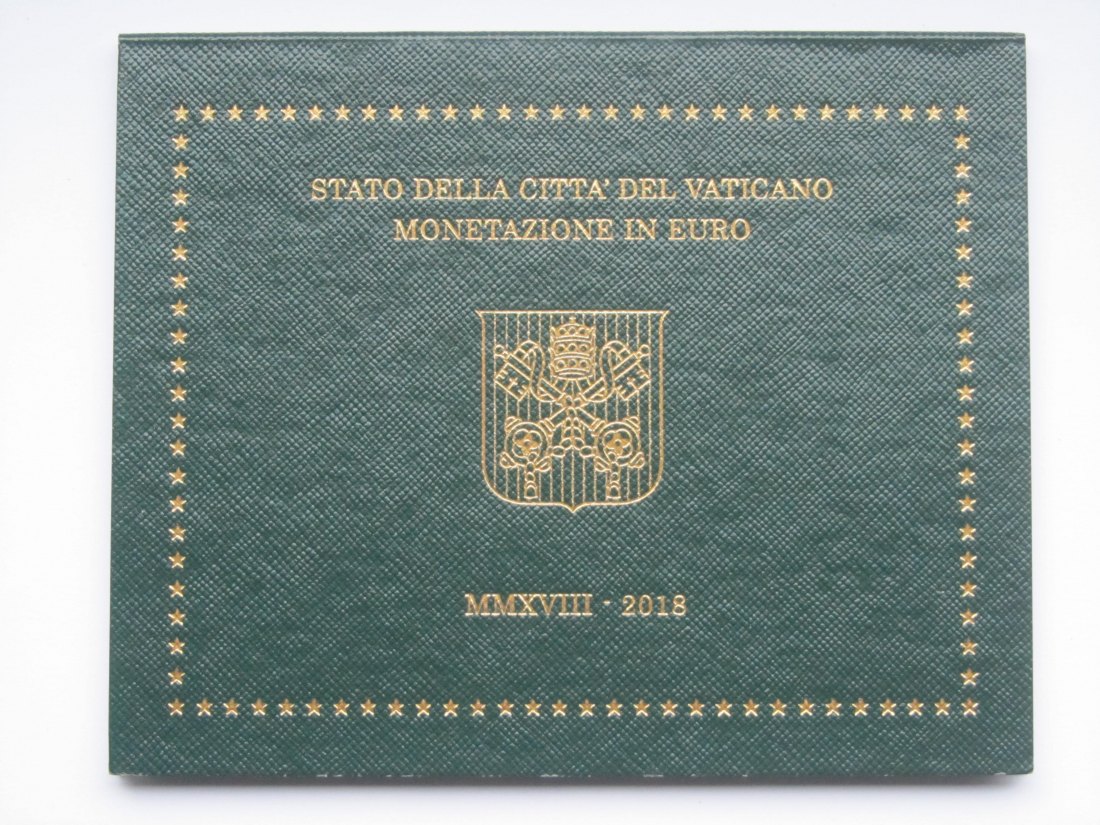 STATO DELLA CITTA' DEL VATICANO
MONETAZIONE IN EURO
MMXVIII - 2018